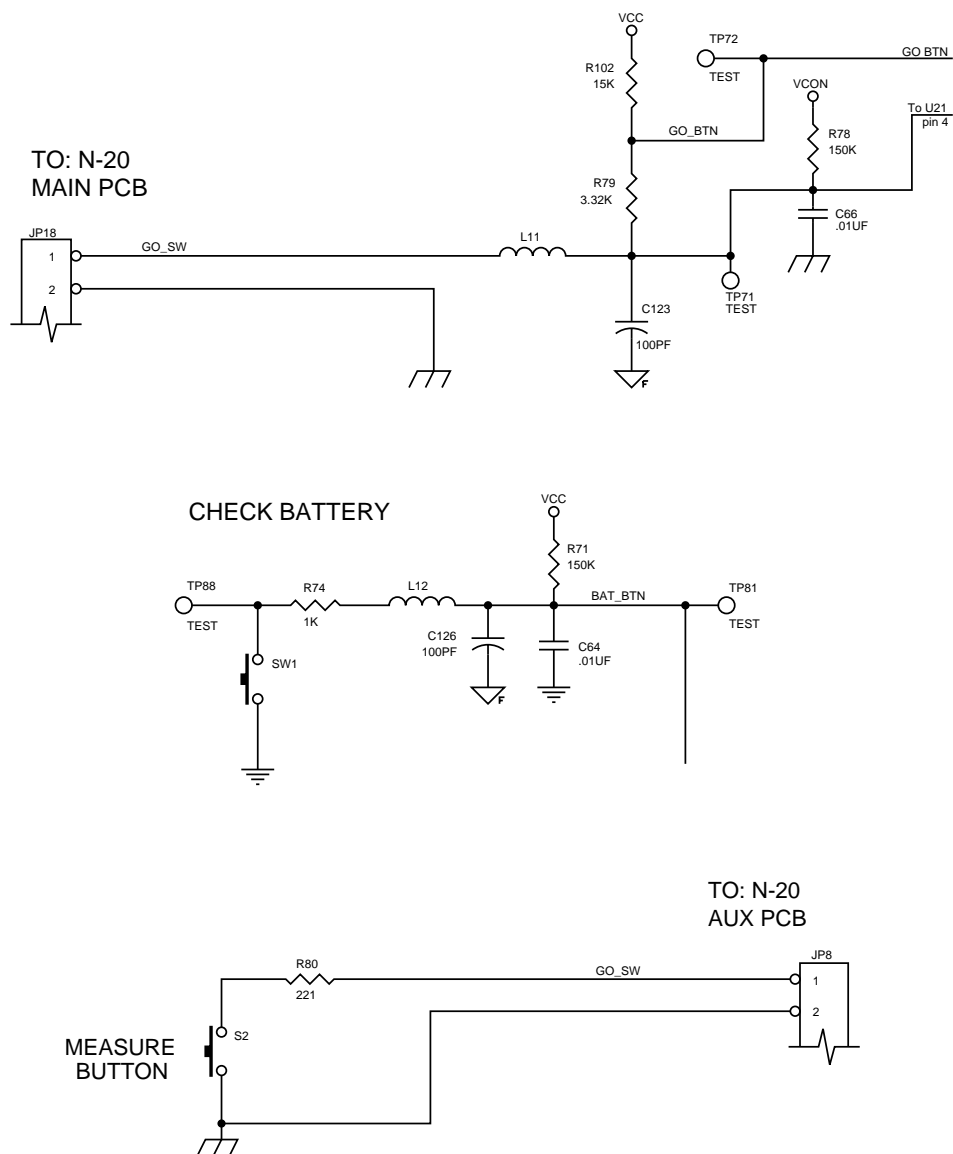 VCC
TP72
TEST
GO BTN
R102
15K
VCON
To U21
pin 4
GO_BTN
R78
150K
TO: N-20
MAIN PCB
R79
3.32K
C66
.01UF
JP18
1
GO_SW
L11
2
TP71
TEST
C123
100PF
F
CHECK BATTERY
VCC
R71
150K
TP88
TEST
R74
1K
L12
BAT_BTN
TP81
TEST
C126
100PF
C64
.01UF
SW1
F
TO: N-20
AUX PCB
JP8
R80
221
GO_SW
1
2
S2
MEASURE
BUTTON